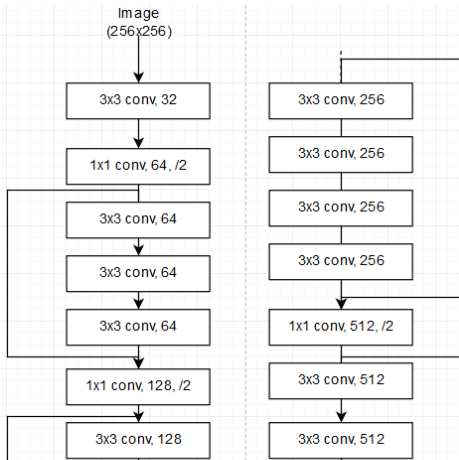 Image
(256x256)
3x3 conv, 32
1x1 conv, 64, /2
3x3 conv, 64
3x3 conv, 64
3x3 conv, 64
1x1 conv, 128, /2
3x3 conv, 128
3x3 conv, 256
3x3 conv, 256
3x3 conv, 256
3x3 conv, 256
1x1 conv, 512, /2
3x3 conv, 512
3x3 conv, 512